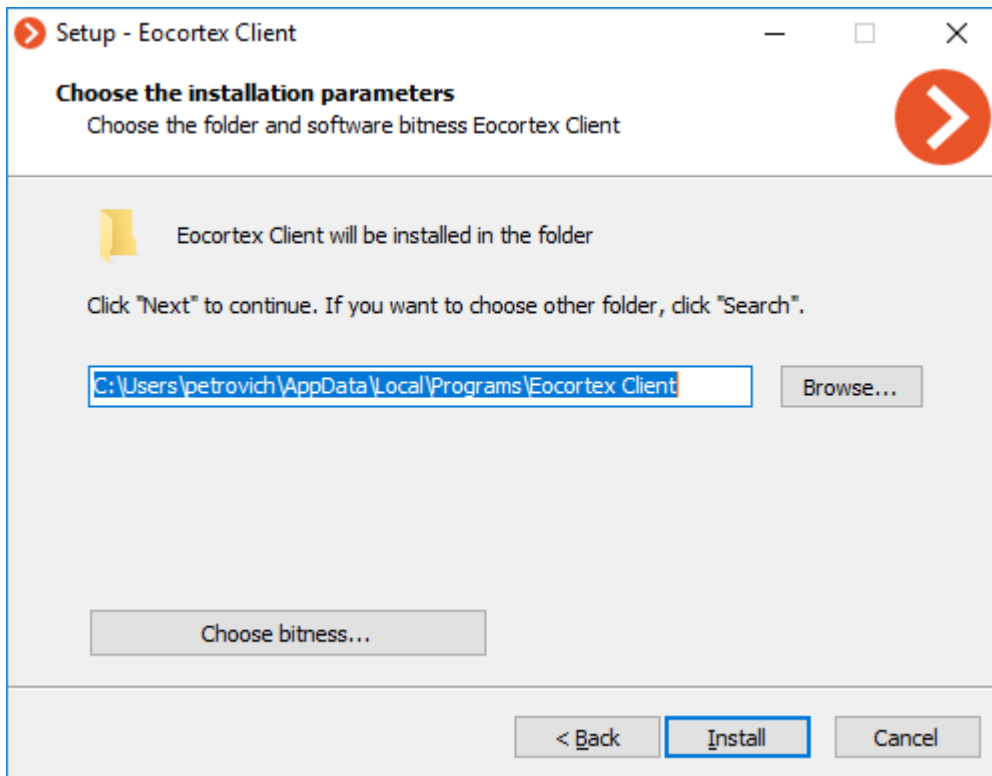 Setup - Eocortex Client
Choose the installation parameters
Choose the folder and software bitness Eocortex Client
Eocortex Client will be installed in the folder
Click "Next" to continue. If you want to choose other folder, click "Search".
C:\Users\petrovich\AppData\Local\Programs\Eocortex Client
Browse...
Choose bitness...
< Back
Install
Cancel